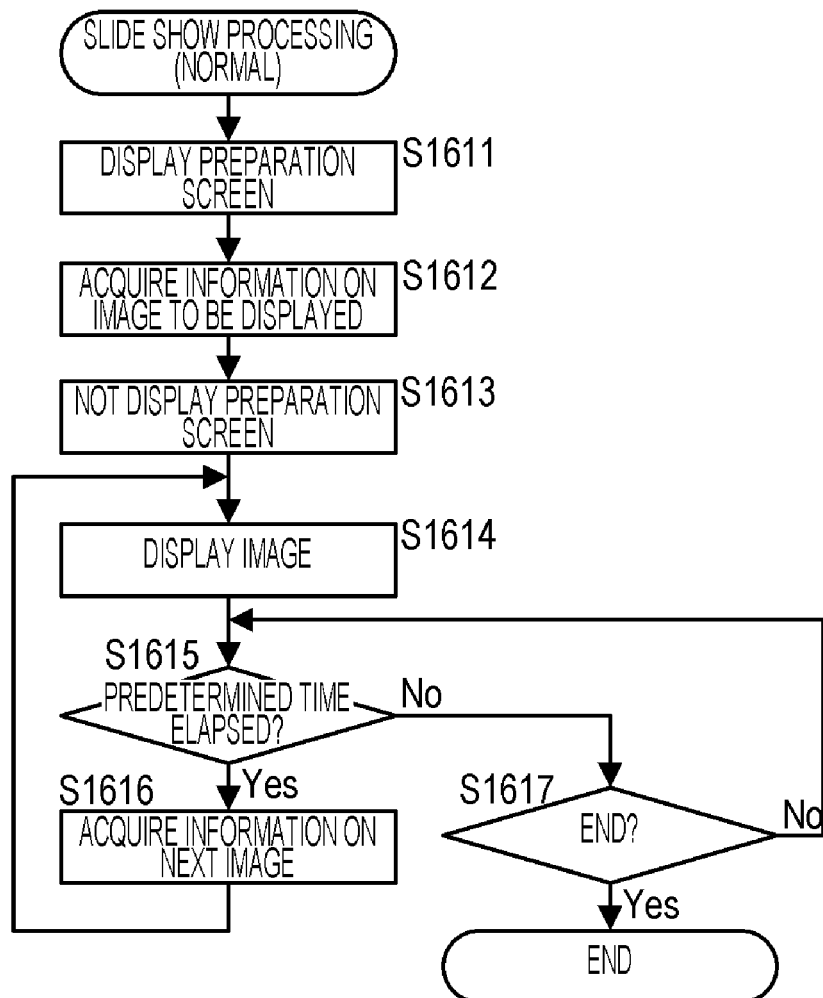 SLIDE SHOW PROCESSING
(NORMAL)
DISPLAY PREPARATION
SCREEN
S1611
ACQUIRE INFORMATION ON
IMAGE TO BE DISPLAYED
S1612
NOT DISPLAY PREPARATION
SCREEN
S1613
DISPLAY IMAGE
S1614
S1615
PREDETERMINED TIME
ELAPSED?
No
Yes
S1616
ACQUIRE INFORMATION ON
NEXT IMAGE
S1617
END?
No
Yes
END